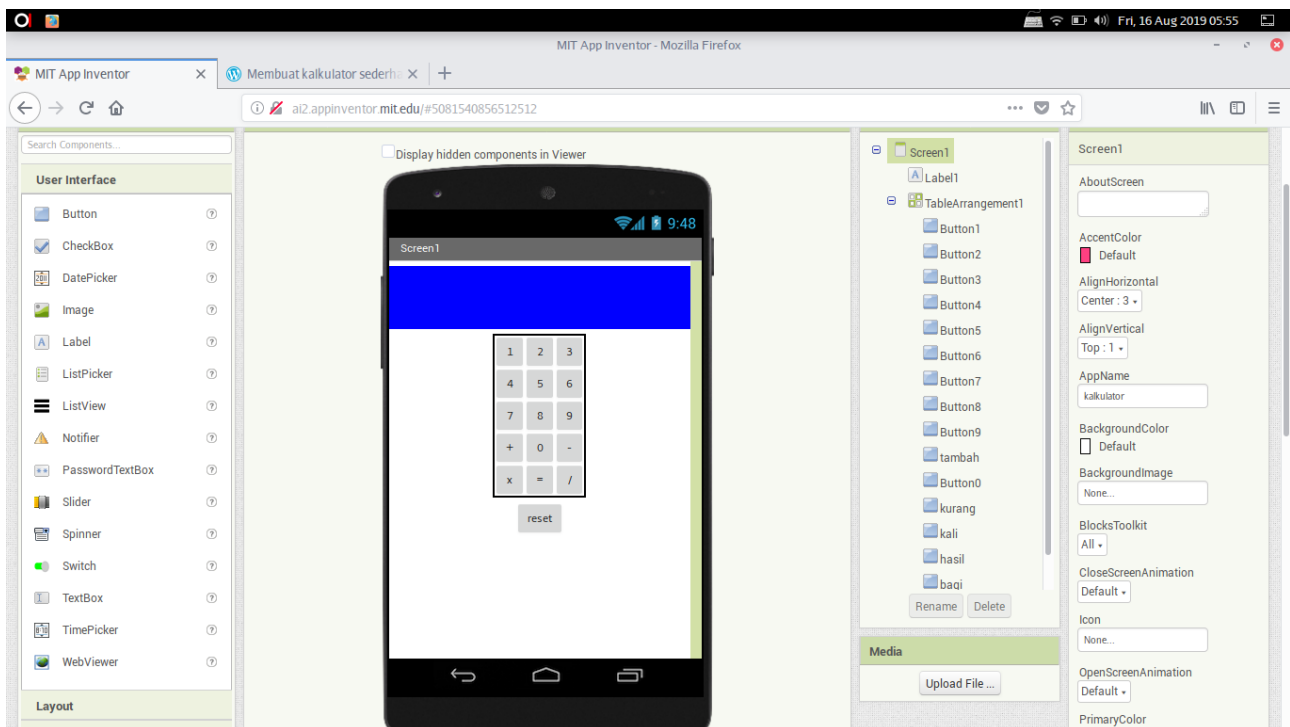 Fri, 16 Aug 2019 05:55
MIT App Inventor - Mozilla Firefox
MIT App Inventor
Membuat kalkulator sederha
ai2.appinventor.mit.edu/#5081540856512512
Search Components...
User Interface
Button
CheckBox
DatePicker
Image
Label
ListPicker
ListView
Notifier
PasswordTextBox
Slider
Spinner
Switch
TextBox
TimePicker
WebViewer
Layout
Display hidden components in Viewer
9:48
Screen1
1 2 3
4 5 6
7 8 9
+ 0 -
x = /
reset
Screen1
Label1
TableArrangement1
Button1
Button2
Button3
Button4
Button5
Button6
Button7
Button8
Button9
tambah
Button0
kurang
kali
hasil
bagi
Rename Delete
Media
Upload File ...
Screen1
AboutScreen
AccentColor
Default
AlignHorizontal
Center : 3
AlignVertical
Top : 1
AppName
kalkulator
BackgroundColor
Default
BackgroundImage
None...
BlocksToolkit
All
CloseScreenAnimation
Default
Icon
None...
OpenScreenAnimation
Default
PrimaryColor